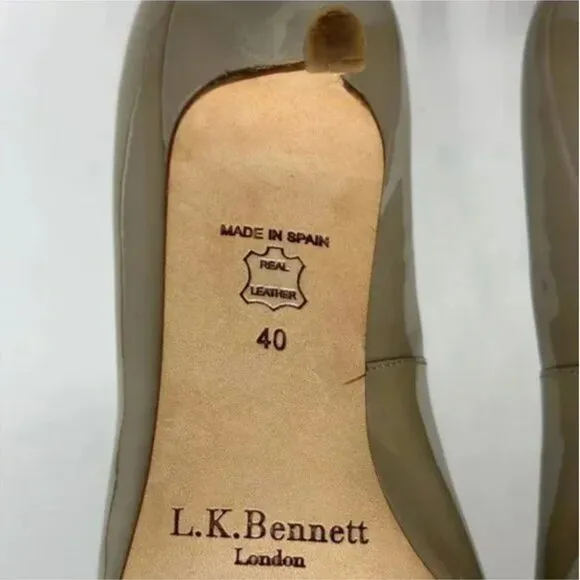 MADE IN SPAIN
REAL
LEATHER
40
L.K.Bennett
London